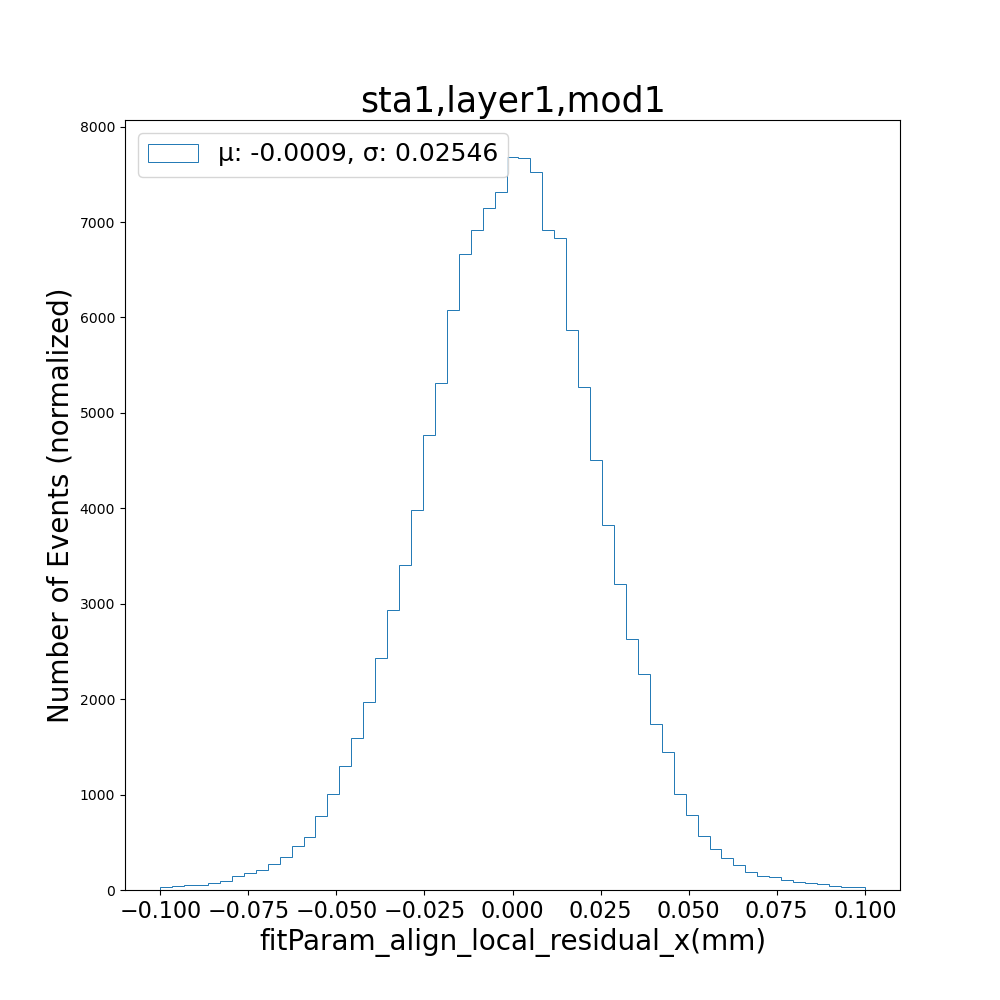 sta1,layer1,mod1
μ: -0.0009, σ: 0.02546
Number of Events (normalized)
8000
7000
6000
5000
4000
3000
2000
1000
0
−0.100 −0.075 −0.050 −0.025 0.000 0.025 0.050 0.075 0.100
fitParam_align_local_residual_x(mm)